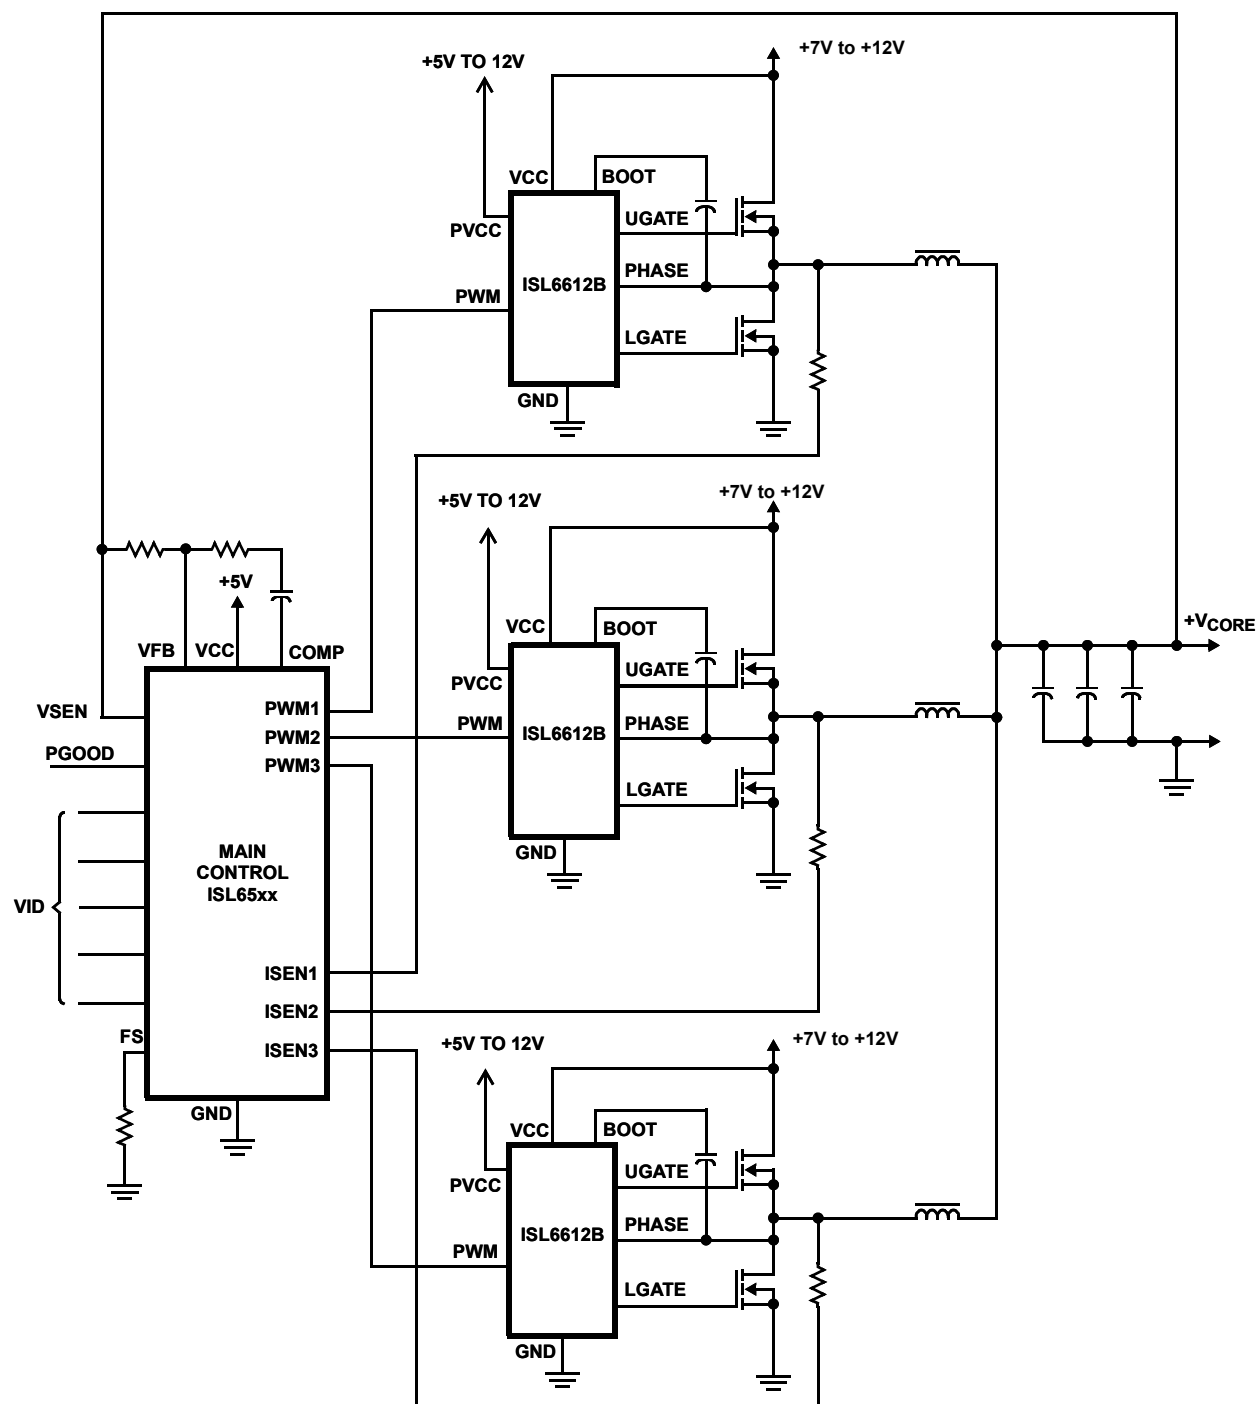 +7V to +12V
+5V TO 12V
VCC
BOOT
UGATE
PVCC
PHASE
ISL6612B
PWM
LGATE
GND
+7V to +12V
+5V TO 12V
+5V
VCC
BOOT
+VCORE
VFB
VCC
COMP
UGATE
PVCC
VSEN
PWM1
PWM2
PWM
PHASE
ISL6612B
PGOOD
PWM3
LGATE
MAIN
CONTROL
ISL65xx
GND
VID
ISEN1
ISEN2
FS
ISEN3
+7V to +12V
+5V TO 12V
GND
VCC
BOOT
UGATE
PVCC
PHASE
ISL6612B
PWM
LGATE
GND